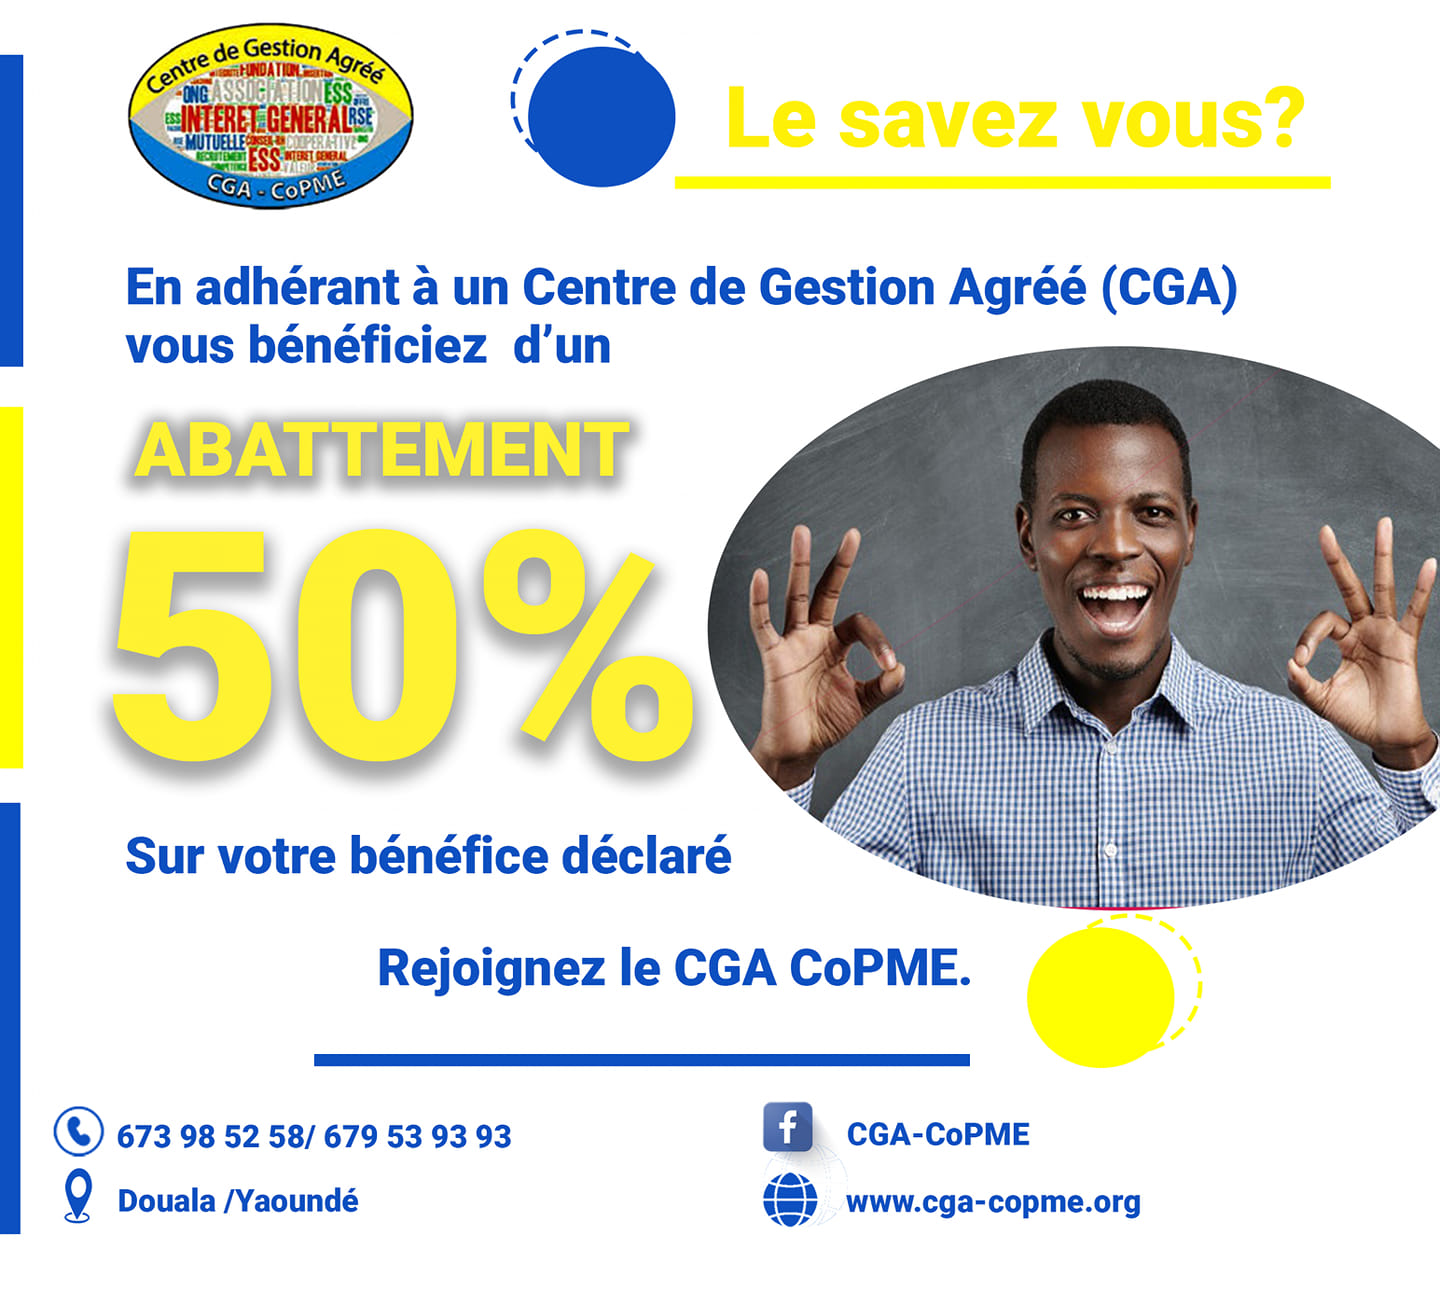 Centre de Gestion Agréé
FONDATION
ONG ASSOCIATION ESS
ESS INTERET GENERAL RSE
MUTUELLE COOPERATIVE
RECRUTEMENT ESS INTERET GENERAL
CGA - CoPME
Le savez vous?
En adhérant à un Centre de Gestion Agréé (CGA)
vous bénéficiez d’un
ABATTEMENT
50%
Sur votre bénéfice déclaré
Rejoignez le CGA CoPME.
673 98 52 58/ 679 53 93 93
CGA-CoPME
Douala /Yaoundé
www.cga-copme.org